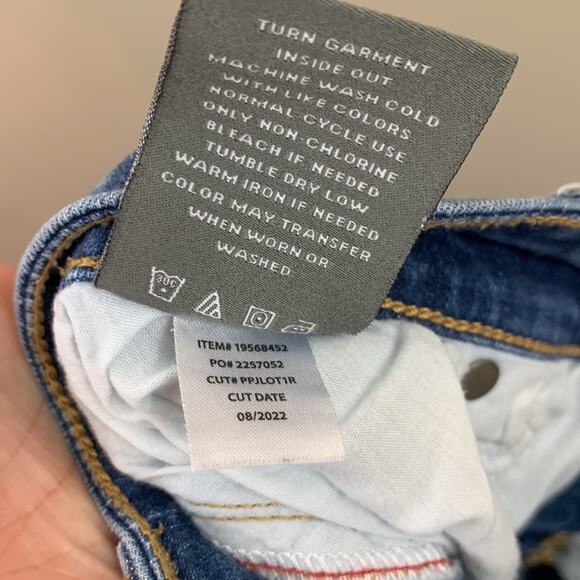 TURN GARMENT
INSIDE OUT
MACHINE WASH COLD
WITH LIKE COLORS
NORMAL CYCLE USE
ONLY NON-CHLORINE
BLEACH IF NEEDED
TUMBLE DRY LOW
WARM IRON IF NEEDED
COLOR MAY TRANSFER
WHEN WORN OR
WASHED
30C
ITEM# 19568452
PO# 2257052
CUT# PPJLOT1R
CUT DATE
08/2022